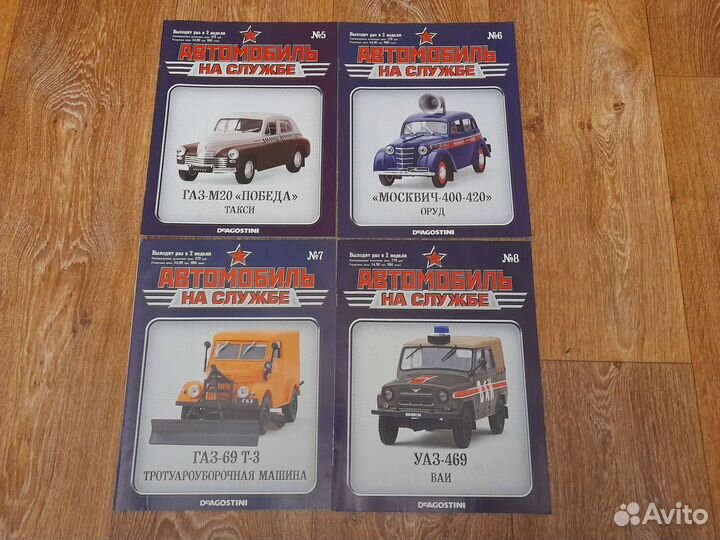 Выходит раз в 2 недели
№5
АВТОМОБИЛЬ
НА СЛУЖБЕ
ГАЗ-М20 «ПОБЕДА»
ТАКСИ
DeAGOSTINI
Выходит раз в 2 недели
№6
АВТОМОБИЛЬ
НА СЛУЖБЕ
«МОСКВИЧ-400-420»
ОРУД
DeAGOSTINI
Выходит раз в 2 недели
№7
АВТОМОБИЛЬ
НА СЛУЖБЕ
ГАЗ
ГАЗ-69 Т-3
ТРОТУАРОУБОРОЧНАЯ МАШИНА
DeAGOSTINI
Выходит раз в 2 недели
№8
АВТОМОБИЛЬ
НА СЛУЖБЕ
ВАИ
УАЗ-469
ВАИ
DeAGOSTINI
Avito